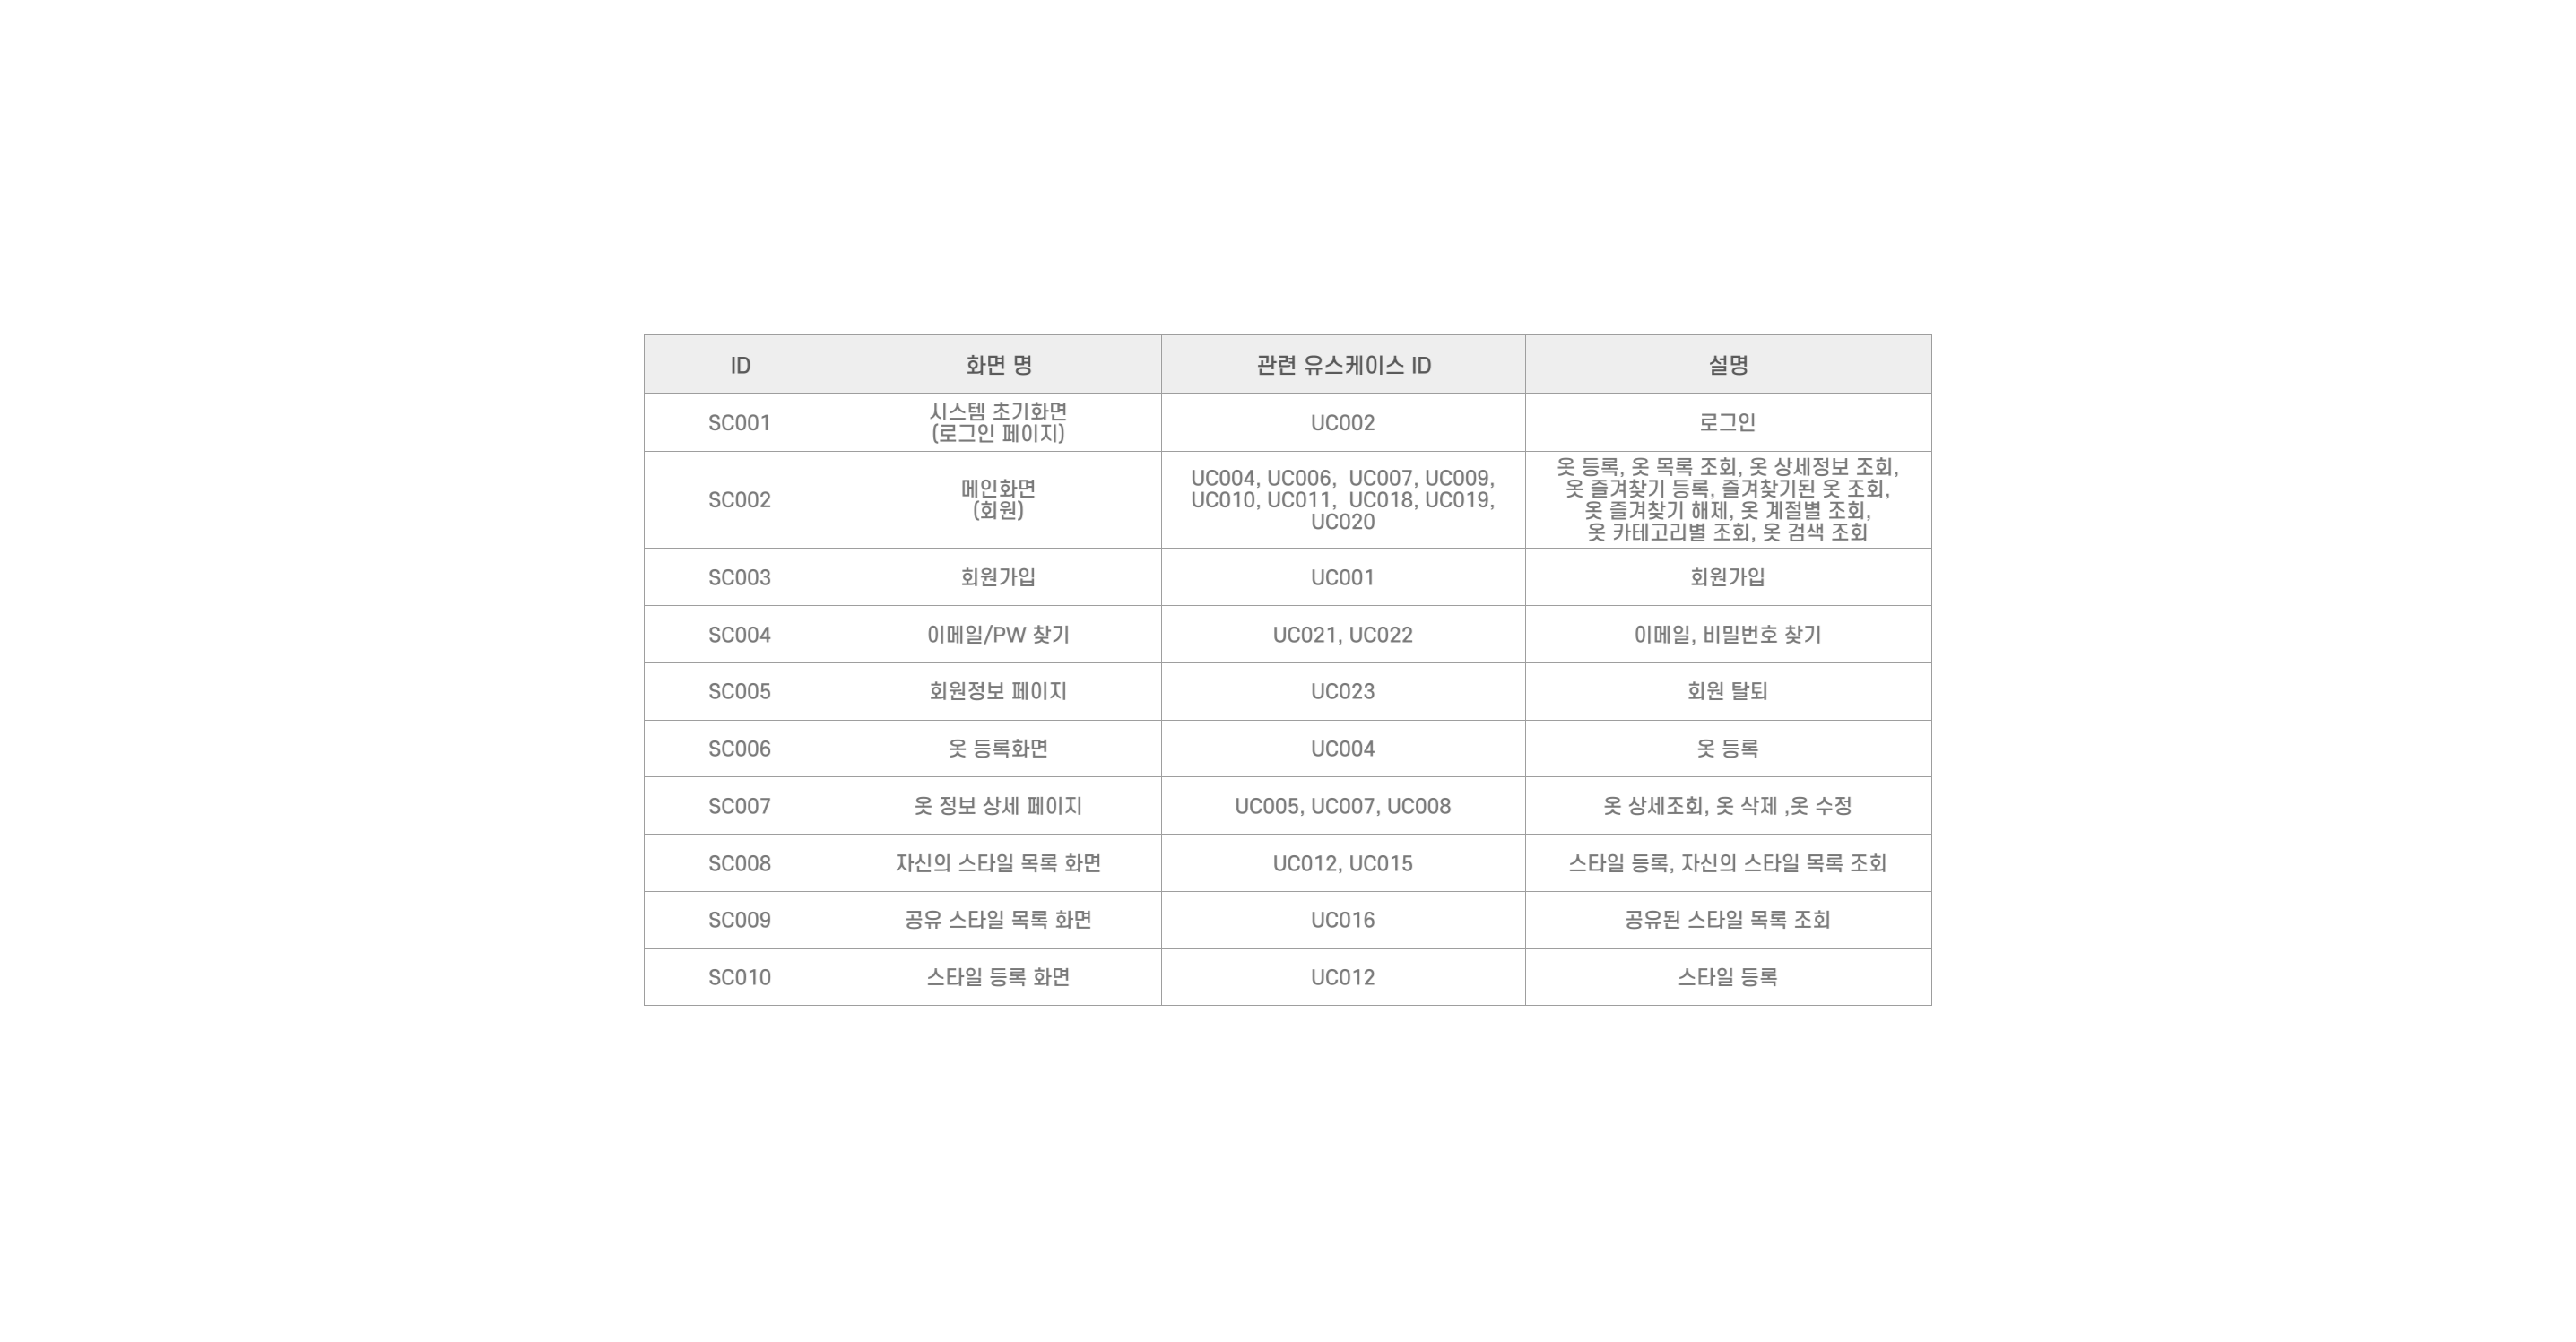 ID 화면 명 관련 유스케이스 ID 설명
SC001 시스템 초기화면 UC002 로그인
(로그인 페이지)
SC002 메인화면
(회원)
UC004, UC006,  UC007, UC009,
UC010, UC011,  UC018, UC019,
UC020
옷 등록, 옷 목록 조회, 옷 상세정보 조회,
옷 즐겨찾기 등록, 즐겨찾기된 옷 조회,
옷 즐겨찾기 해제, 옷 계절별 조회,
옷 카테고리별 조회, 옷 검색 조회
SC003 회원가입 UC001 회원가입
SC004 이메일/PW 찾기 UC021, UC022 이메일, 비밀번호 찾기
SC005 회원정보 페이지 UC023 회원 탈퇴
SC006 옷 등록화면 UC004 옷 등록
SC007 옷 정보 상세 페이지 UC005, UC007, UC008 옷 상세조회, 옷 삭제 ,옷 수정
SC008 자신의 스타일 목록 화면 UC012, UC015 스타일 등록, 자신의 스타일 목록 조회
SC009 공유 스타일 목록 화면 UC016 공유된 스타일 목록 조회
SC010 스타일 등록 화면 UC012 스타일 등록